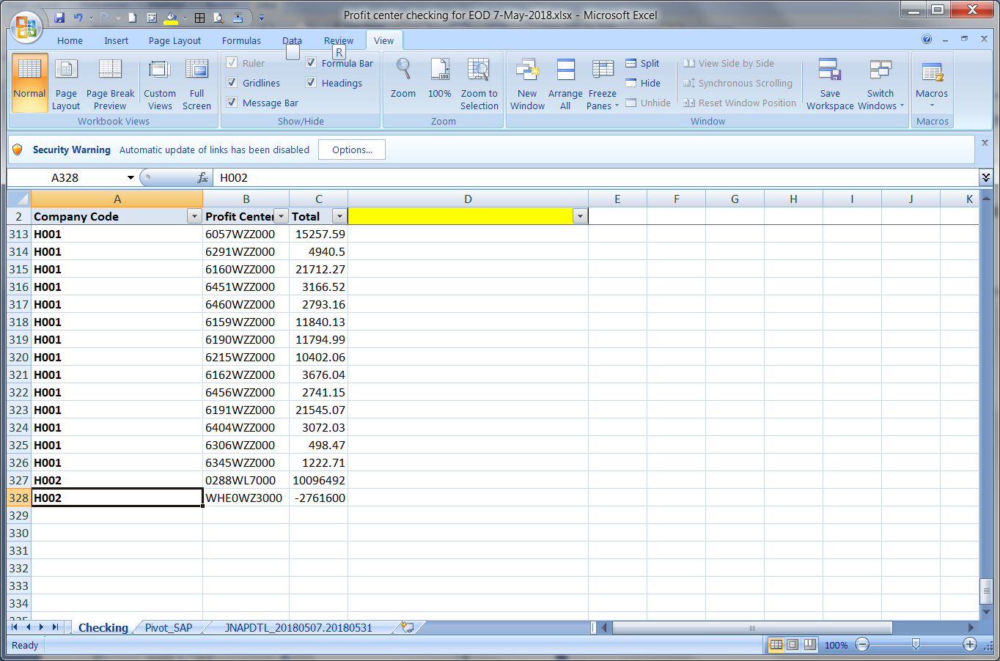 Profit center checking for EOD 7-May-2018.xlsx - Microsoft Excel
Home Insert Page Layout Formulas Data Review View
R
Normal Page Layout Page Break Preview Custom Views Full Screen
Workbook Views
Ruler Formula Bar
Gridlines Headings
Message Bar
Show/Hide
Zoom 100% Zoom to Selection
Zoom
New Window Arrange All Freeze Panes
Split
Hide
Unhide
View Side by Side
Synchronous Scrolling
Reset Window Position
Save Workspace Switch Windows
Window
Macros
Macros
Security Warning Automatic update of links has been disabled Options...
A328 fx H002
A B C D E F G H I J K
2 Company Code Profit Center Total
313 H001 6057WZZ000 15257.59
314 H001 6291WZZ000 4940.5
315 H001 6160WZZ000 21712.27
316 H001 6451WZZ000 3166.52
317 H001 6460WZZ000 2793.16
318 H001 6159WZZ000 11840.13
319 H001 6190WZZ000 11794.99
320 H001 6215WZZ000 10402.06
321 H001 6162WZZ000 3676.04
322 H001 6456WZZ000 2741.15
323 H001 6191WZZ000 21545.07
324 H001 6404WZZ000 3072.03
325 H001 6306WZZ000 498.47
326 H001 6345WZZ000 1222.71
327 H002 0288WL7000 10096492
328 H002 WHE0WZ3000 -2761600
329
330
331
332
333
334
Checking Pivot_SAP JNAPDTL_20180507.20180531
Ready 100%